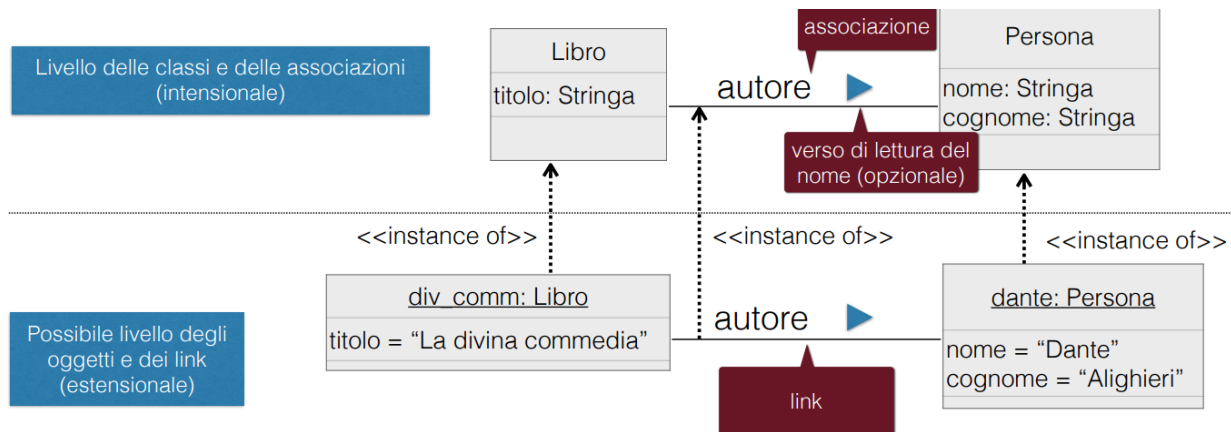 associazione
Libro
Persona
Livello delle classi e delle associazioni
(intensionale)
titolo: Stringa
autore
nome: Stringa
cognome: Stringa
verso di lettura del
nome (opzionale)
<<instance of>>
<<instance of>>
<<instance of>>
div_comm: Libro
dante: Persona
Possibile livello degli
oggetti e dei link
(estensionale)
titolo = “La divina commedia”
autore
nome = “Dante”
cognome = “Alighieri”
link